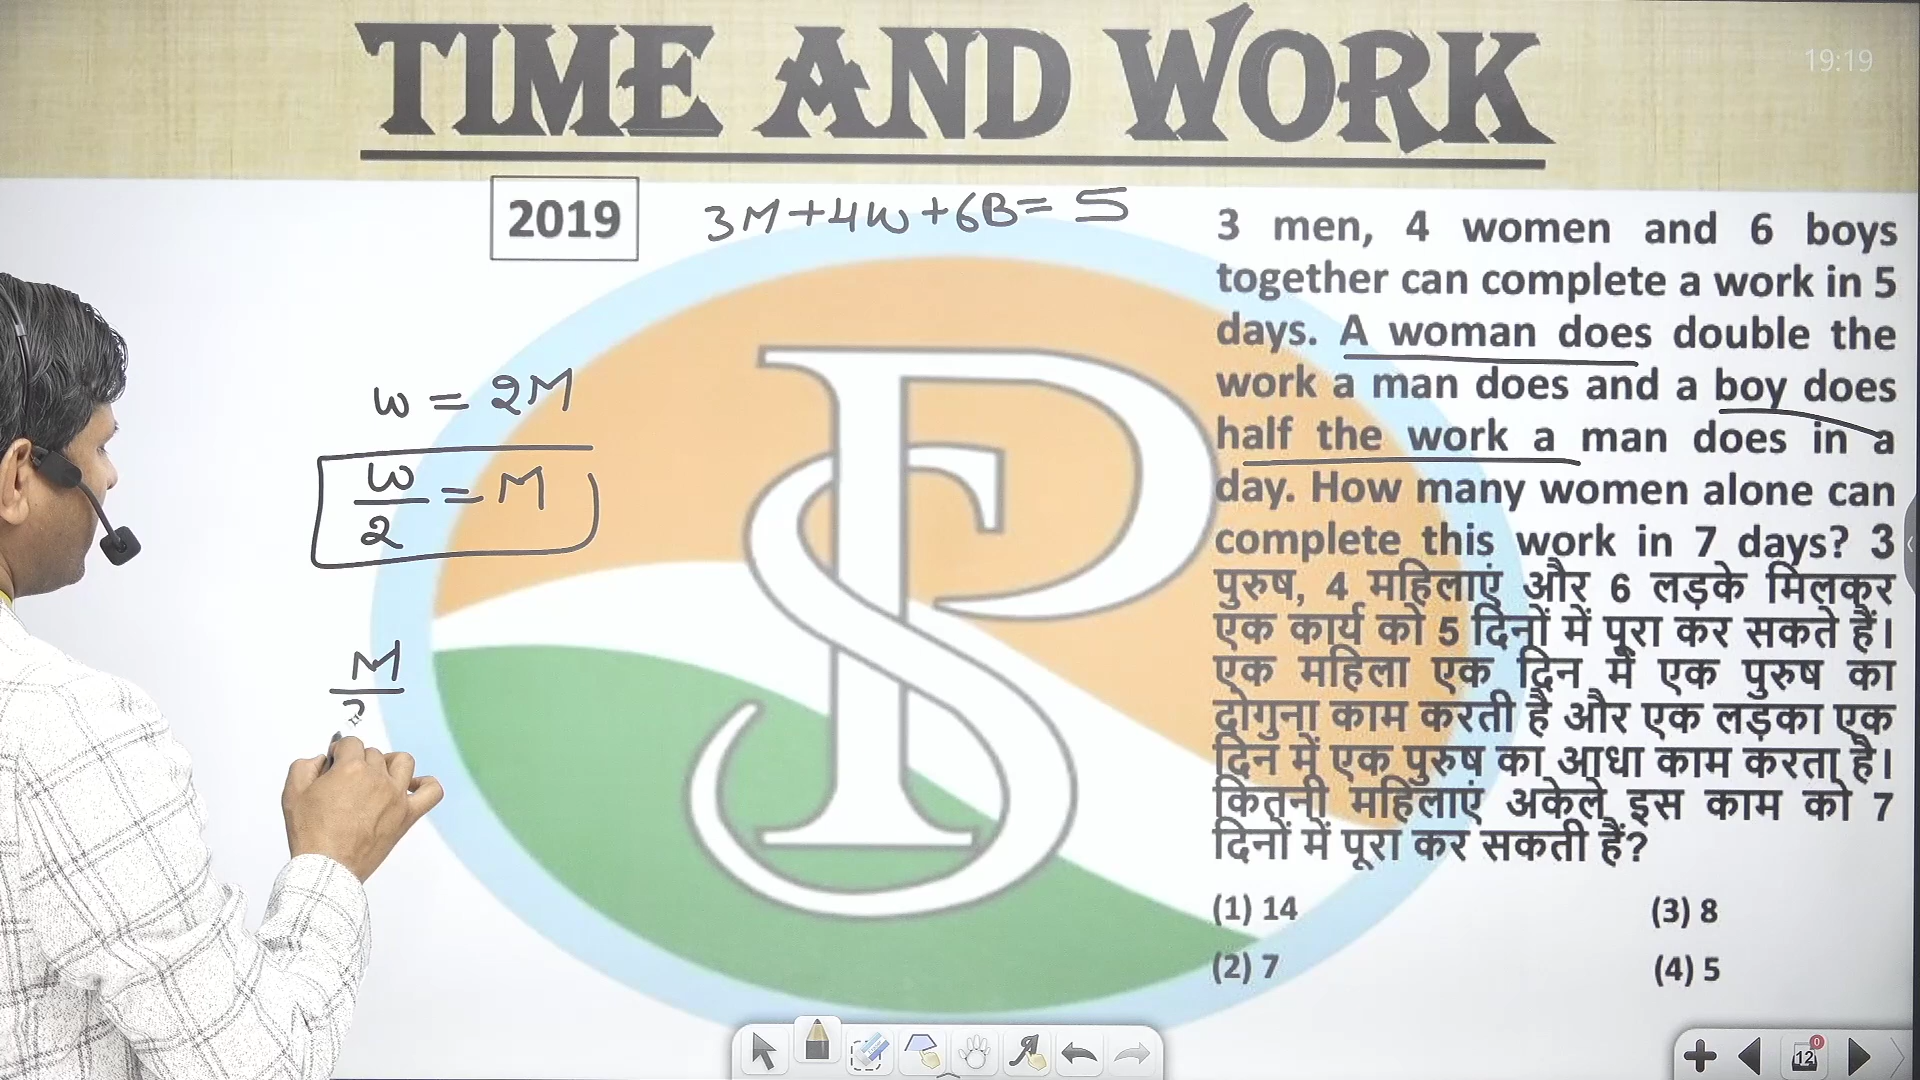 TIME AND WORK
19:19
2019
3M+4W+6B= 5
3 men, 4 women and 6 boys
together can complete a work in 5
days. A woman does double the
work a man does and a boy does
half the work a man does in a
day. How many women alone can
complete this work in 7 days? 3
पुरुष, 4 महिलाएं और 6 लड़के मिलकर
एक कार्य को 5 दिनों में पूरा कर सकते हैं।
एक महिला एक दिन में एक पुरुष का
दोगुना काम करती है और एक लड़का एक
दिन में एक पुरुष का आधा काम करता है।
कितनी महिलाएं अकेले इस काम को 7
दिनों में पूरा कर सकती हैं?
(1) 14
(3) 8
(2) 7
(4) 5
W = 2M
W
2
= M
M
12
0